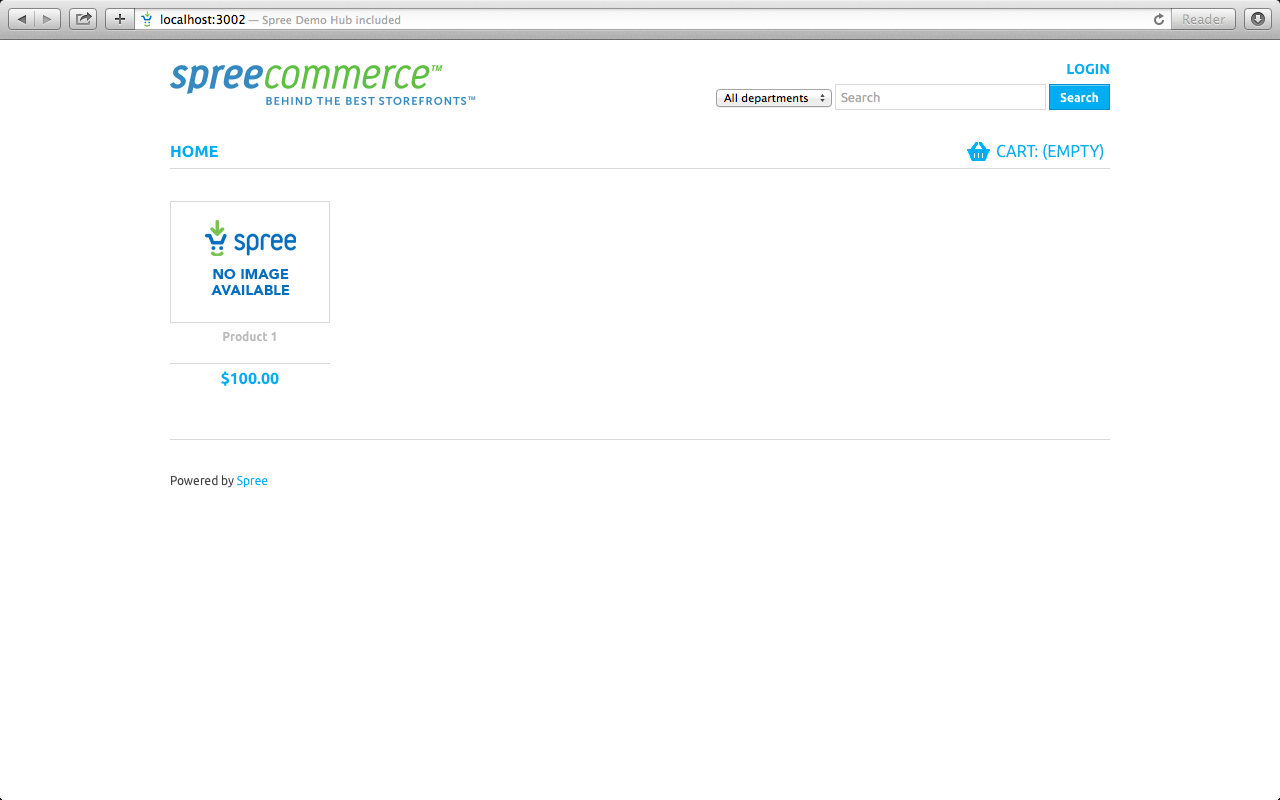 localhost:3002 — Spree Demo Hub included
Reader
spreecommerce™
BEHIND THE BEST STOREFRONTS™
LOGIN
All departments
Search
Search
HOME
CART: (EMPTY)
spree
NO IMAGE
AVAILABLE
Product 1
$100.00
Powered by Spree